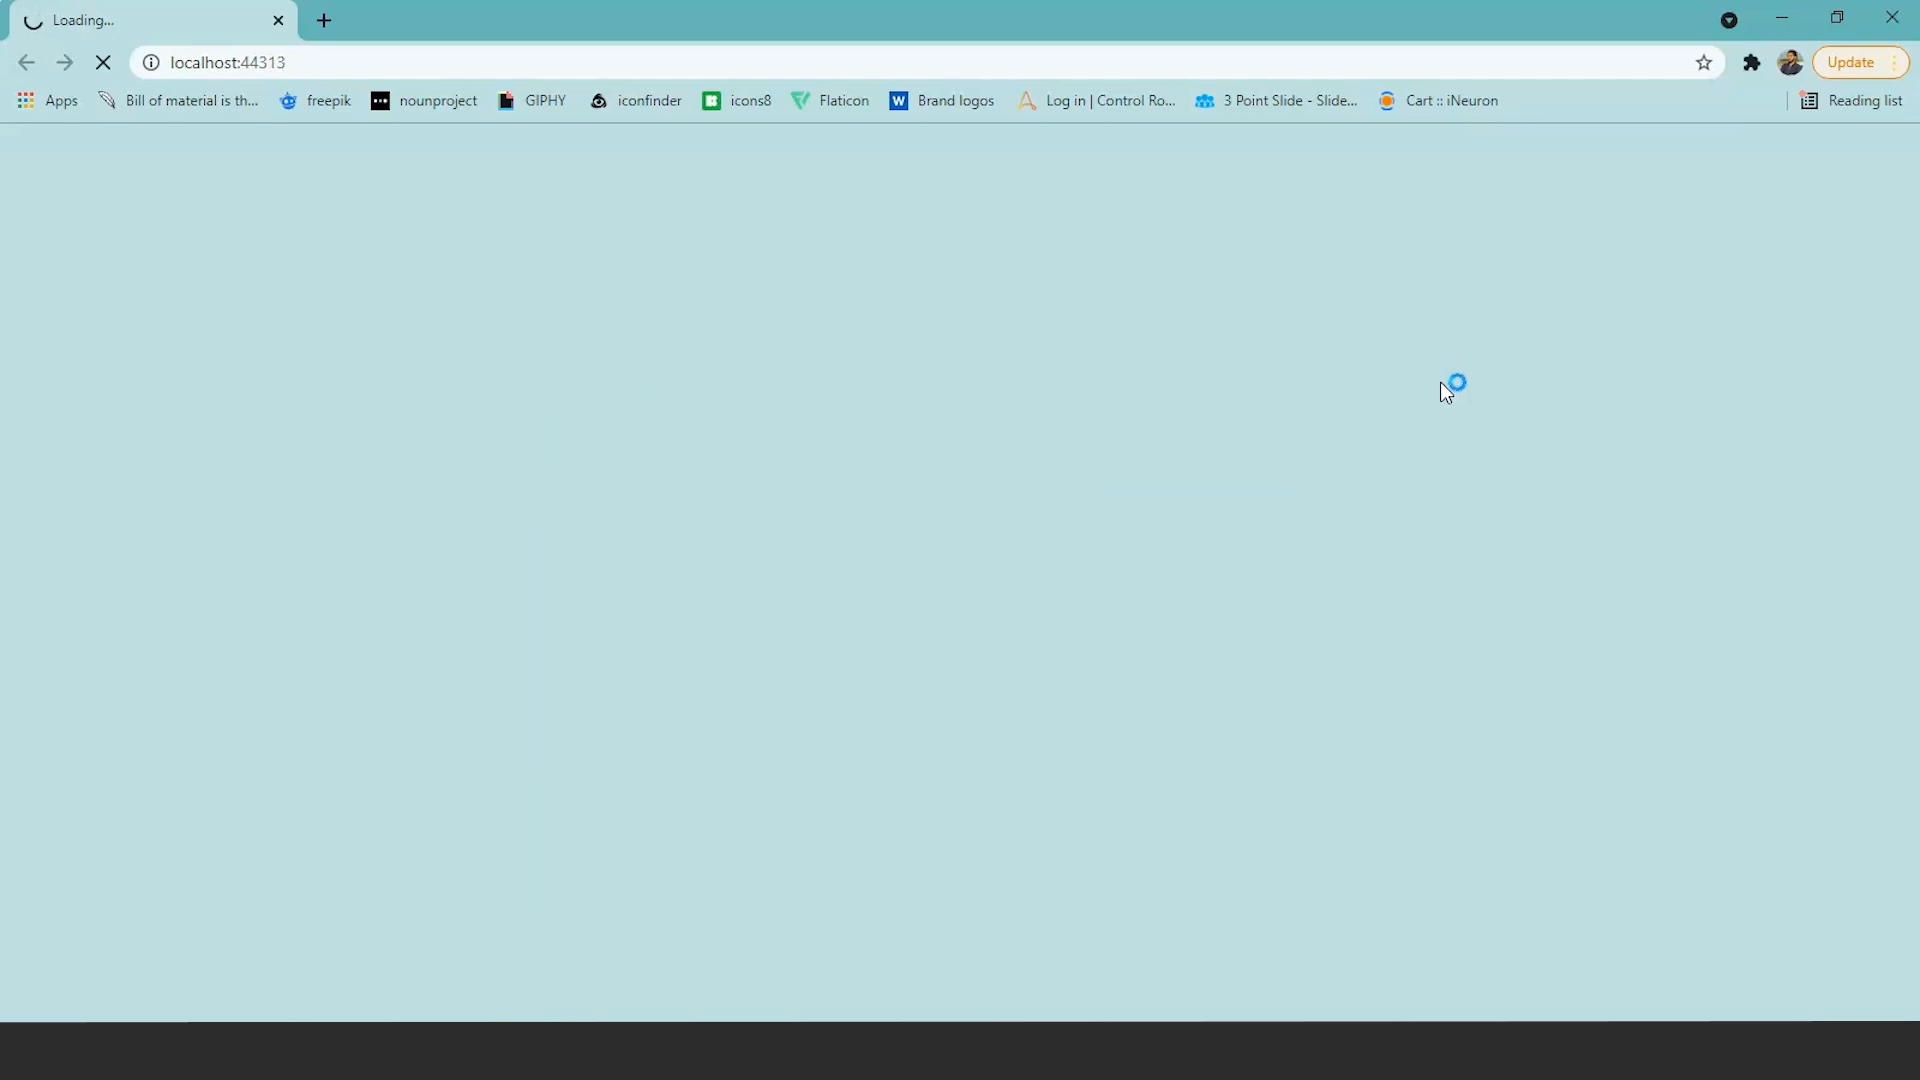 Loading...
localhost:44313
Update
Apps
Bill of material is th...
freepik
nounproject
GIPHY
iconfinder
icons8
Flaticon
W
Brand logos
Log in | Control Ro...
3 Point Slide - Slide...
Cart :: iNeuron
Reading list